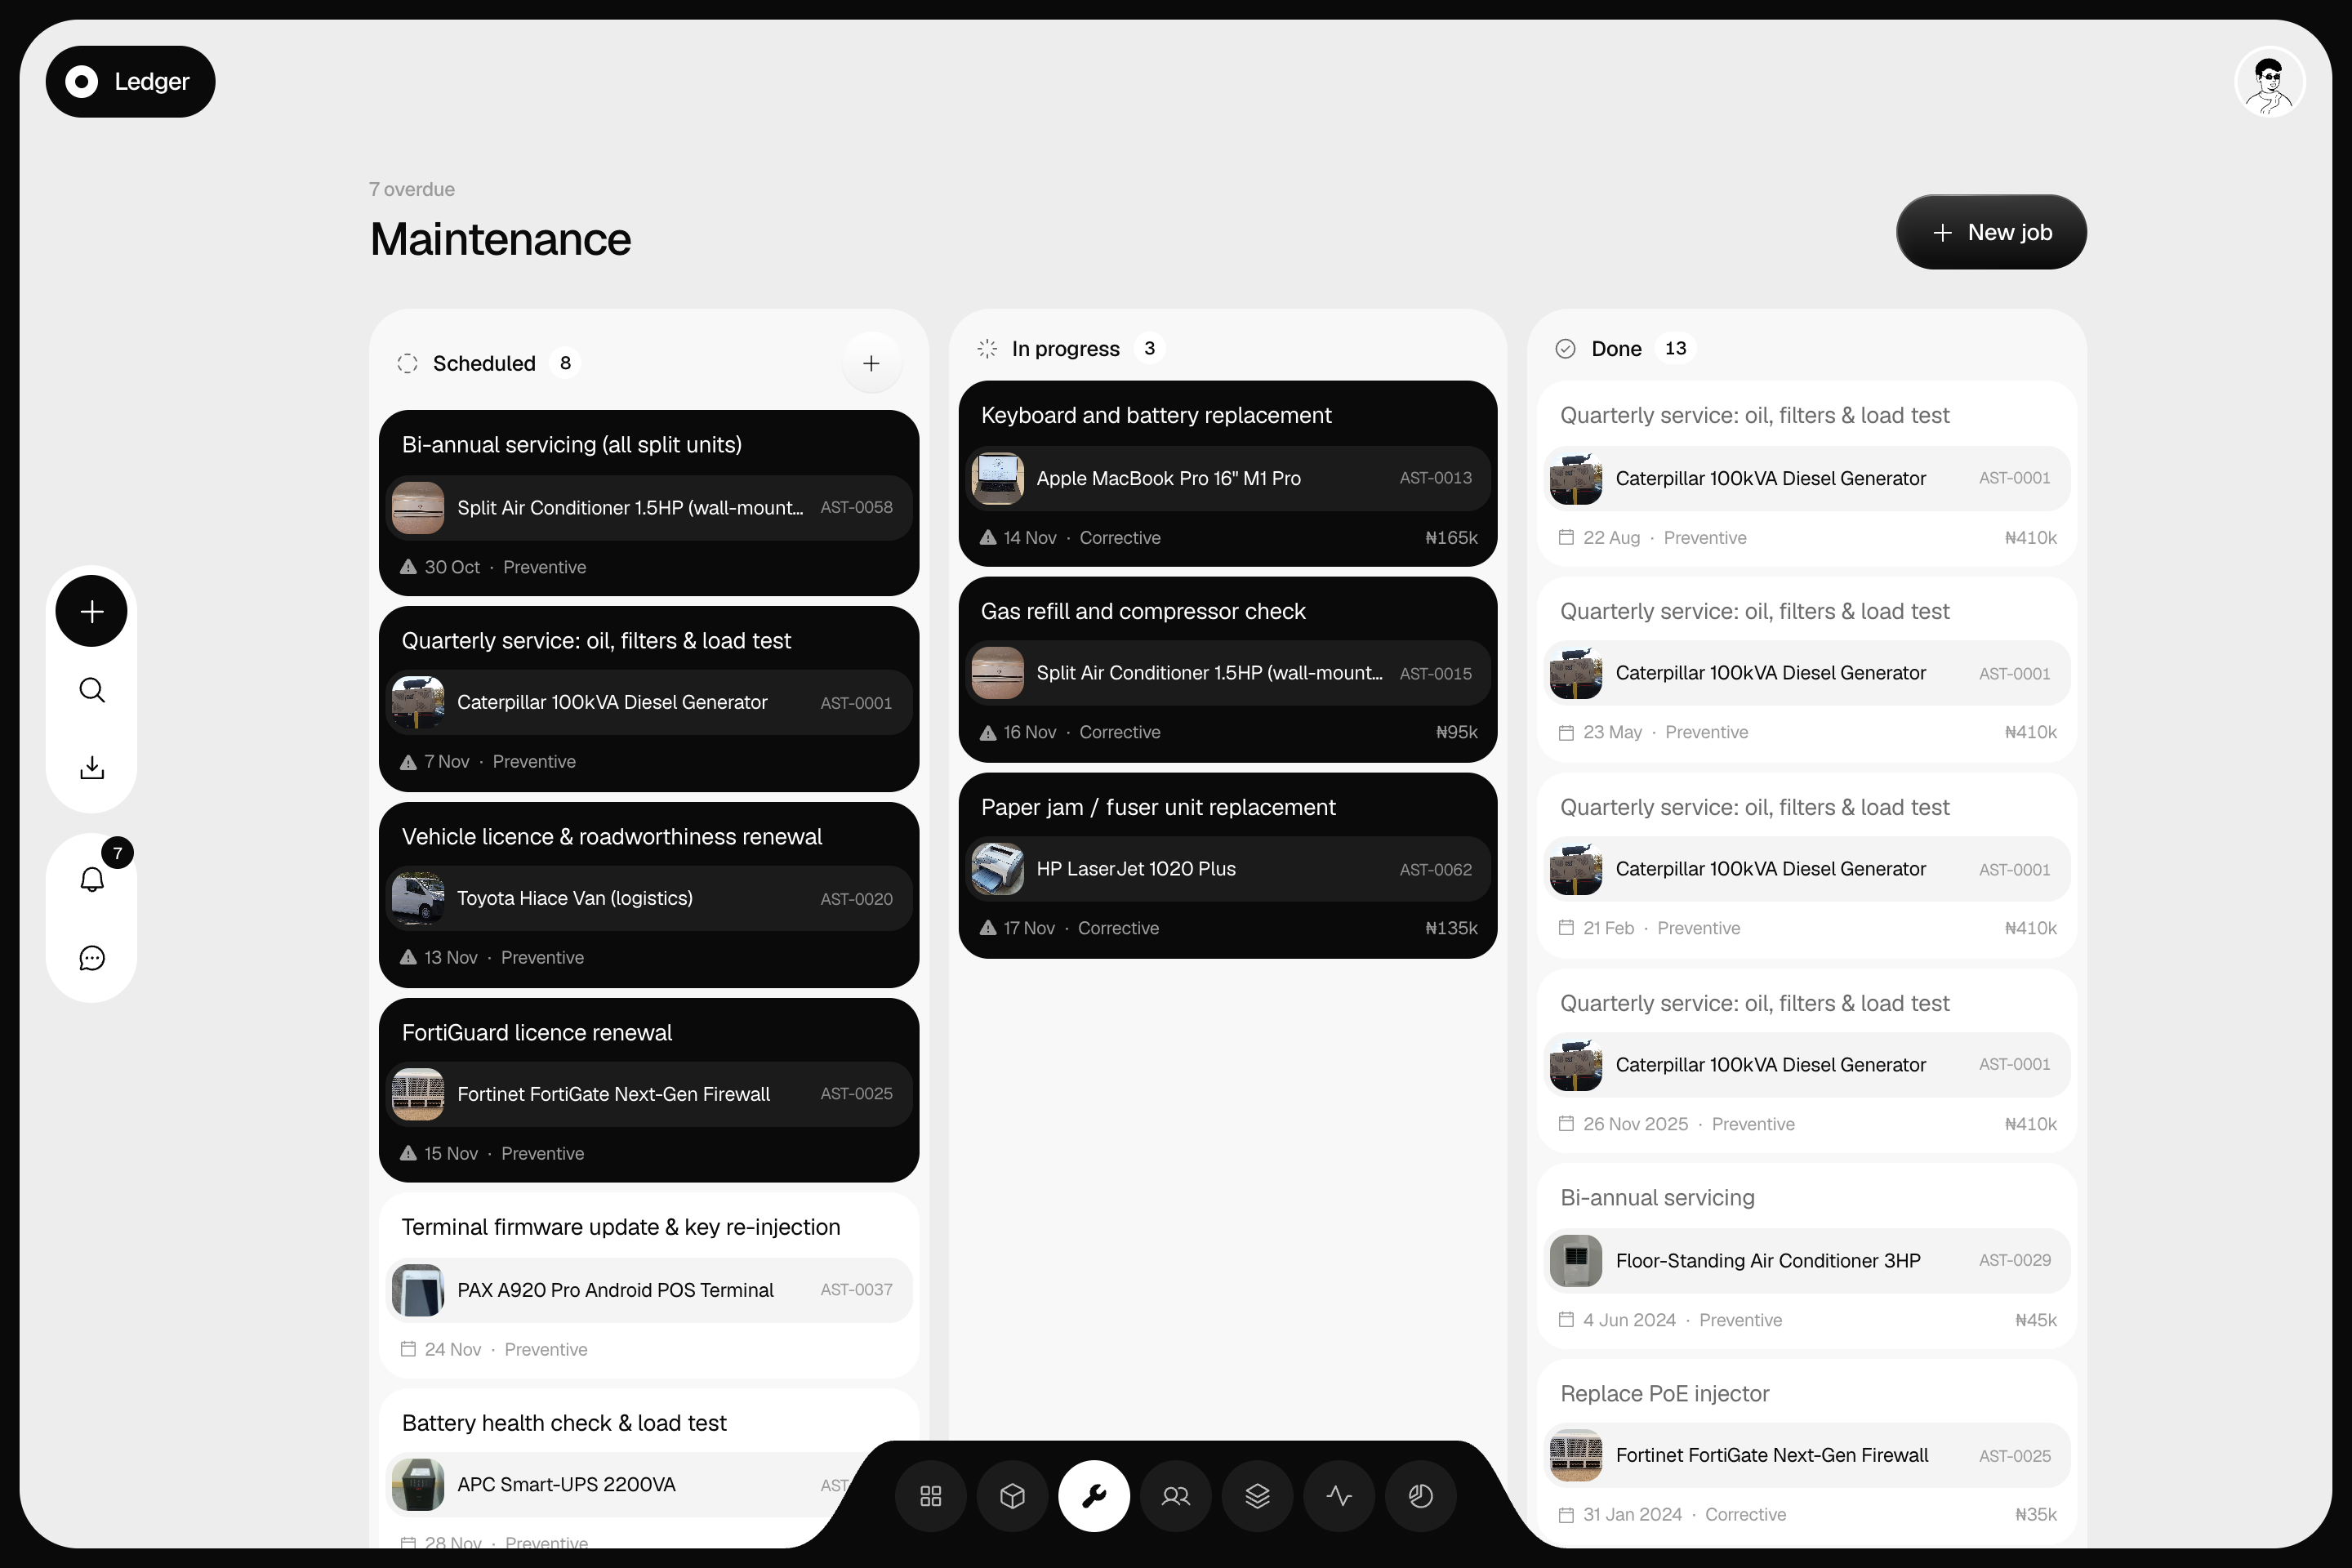 Ledger
7 overdue
Maintenance
New job
Scheduled 8
Bi-annual servicing (all split units)
Split Air Conditioner 1.5HP (wall-mount... AST-0058
30 Oct · Preventive
Quarterly service: oil, filters & load test
Caterpillar 100kVA Diesel Generator AST-0001
7 Nov · Preventive
Vehicle licence & roadworthiness renewal
Toyota Hiace Van (logistics) AST-0020
13 Nov · Preventive
FortiGuard licence renewal
Fortinet FortiGate Next-Gen Firewall AST-0025
15 Nov · Preventive
Terminal firmware update & key re-injection
PAX A920 Pro Android POS Terminal AST-0037
24 Nov · Preventive
Battery health check & load test
APC Smart-UPS 2200VA AST
28 Nov · Preventive
In progress 3
Keyboard and battery replacement
Apple MacBook Pro 16" M1 Pro AST-0013
14 Nov · Corrective ₦165k
Gas refill and compressor check
Split Air Conditioner 1.5HP (wall-mount... AST-0015
16 Nov · Corrective ₦95k
Paper jam / fuser unit replacement
HP LaserJet 1020 Plus AST-0062
17 Nov · Corrective ₦135k
Done 13
Quarterly service: oil, filters & load test
Caterpillar 100kVA Diesel Generator AST-0001
22 Aug · Preventive ₦410k
Quarterly service: oil, filters & load test
Caterpillar 100kVA Diesel Generator AST-0001
23 May · Preventive ₦410k
Quarterly service: oil, filters & load test
Caterpillar 100kVA Diesel Generator AST-0001
21 Feb · Preventive ₦410k
Quarterly service: oil, filters & load test
Caterpillar 100kVA Diesel Generator AST-0001
26 Nov 2025 · Preventive ₦410k
Bi-annual servicing
Floor-Standing Air Conditioner 3HP AST-0029
4 Jun 2024 · Preventive ₦45k
Replace PoE injector
Fortinet FortiGate Next-Gen Firewall AST-0025
31 Jan 2024 · Corrective ₦35k
7